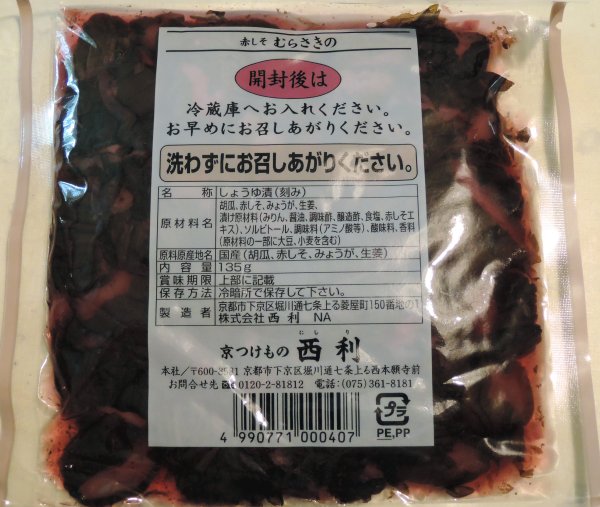 赤しそ むらさきの
開封後は
冷蔵庫へお入れください。
お早めにお召しあがりください。
洗わずにお召しあがりください。
名 称 しょうゆ漬(刻み)
原材料名 胡瓜、赤しそ、みょうが、生姜、
漬け原材料(みりん、醤油、調味酢、醸造酢、食塩、赤しそエ
キス)、ソルビトール、調味料(アミノ酸等)、酸味料、香料
(原材料の一部に大豆、小麦を含む)
原料原産地名 国産(胡瓜、赤しそ、みょうが、生姜)
内 容 量 135g
賞味期限 上部に記載
保存方法 冷暗所で保存して下さい。
製 造 者 京都市下京区堀川通七条上る菱屋町150番地の1
株式会社 西 利 NA
にしり
京つけもの 西利
本社/〒600-8531 京都市下京区堀川通七条上る西本願寺前
お問合せ先 0120-2-81812 電話:(075)361-8181
プラ
PE,PP
4 990771 000407